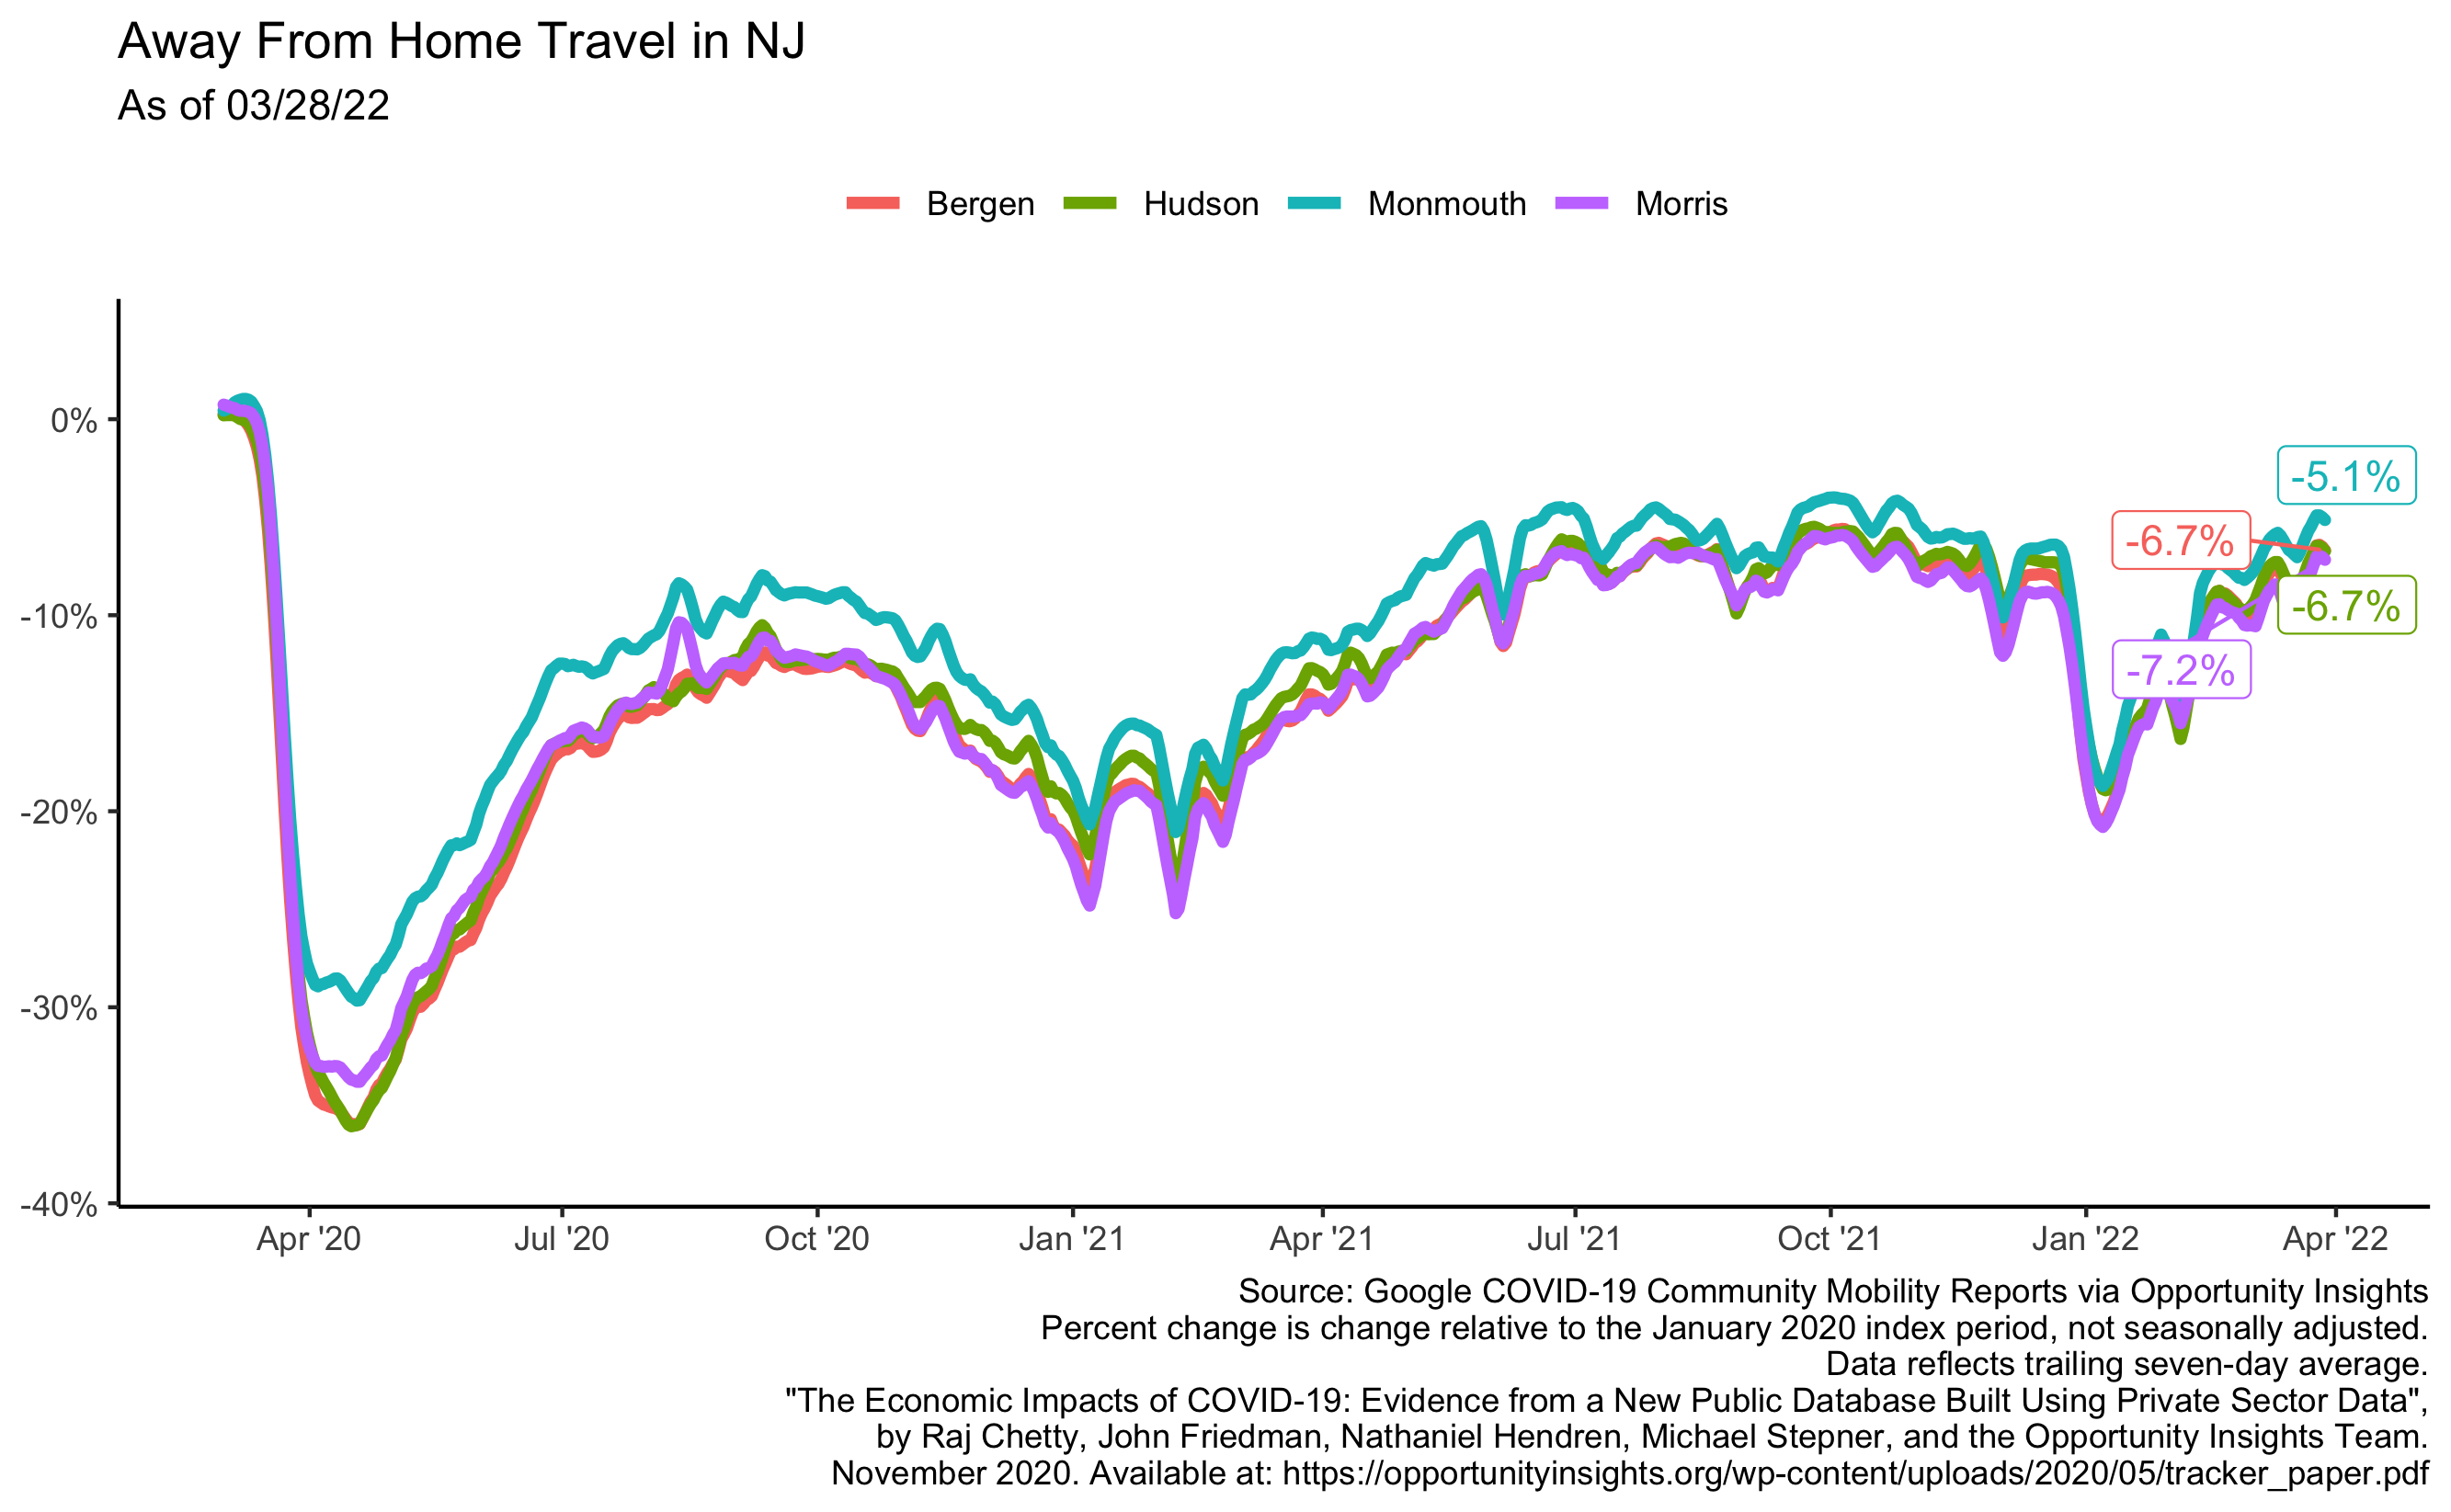 Away From Home Travel in NJ
As of 03/28/22
Bergen Hudson Monmouth Morris
0%
-10%
-20%
-30%
-40%
-5.1%
-6.7%
-6.7%
-7.2%
Apr '20 Jul '20 Oct '20 Jan '21 Apr '21 Jul '21 Oct '21 Jan '22 Apr '22
Source: Google COVID-19 Community Mobility Reports via Opportunity Insights
Percent change is change relative to the January 2020 index period, not seasonally adjusted.
Data reflects trailing seven-day average.
"The Economic Impacts of COVID-19: Evidence from a New Public Database Built Using Private Sector Data",
by Raj Chetty, John Friedman, Nathaniel Hendren, Michael Stepner, and the Opportunity Insights Team.
November 2020. Available at: https://opportunityinsights.org/wp-content/uploads/2020/05/tracker_paper.pdf